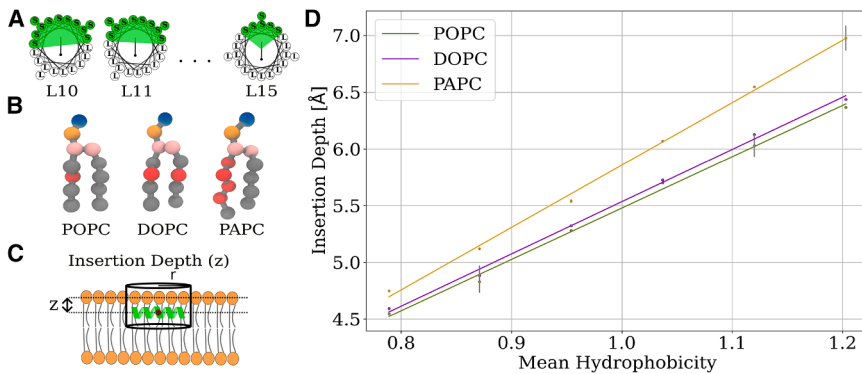 A
L10
L11
. . .
L15
B
POPC
DOPC
PAPC
C
Insertion Depth (z)
r
z
D
Insertion Depth [Å]
7.0
6.5
6.0
5.5
5.0
4.5
POPC
DOPC
PAPC
0.8
0.9
1.0
1.1
1.2
Mean Hydrophobicity